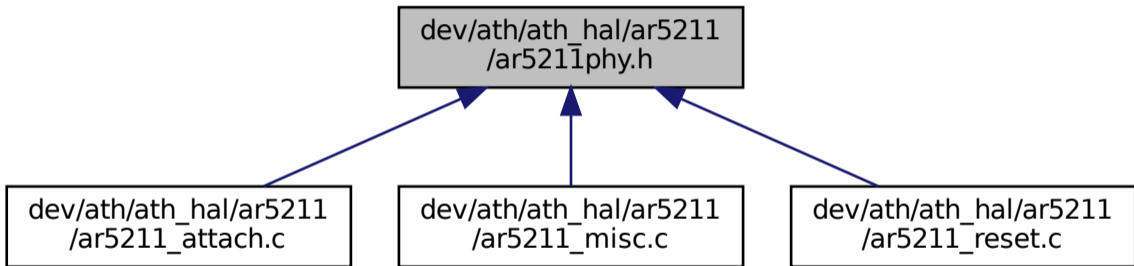 dev/ath/ath_hal/ar5211
/ar5211phy.h
dev/ath/ath_hal/ar5211
/ar5211_attach.c
dev/ath/ath_hal/ar5211
/ar5211_misc.c
dev/ath/ath_hal/ar5211
/ar5211_reset.c